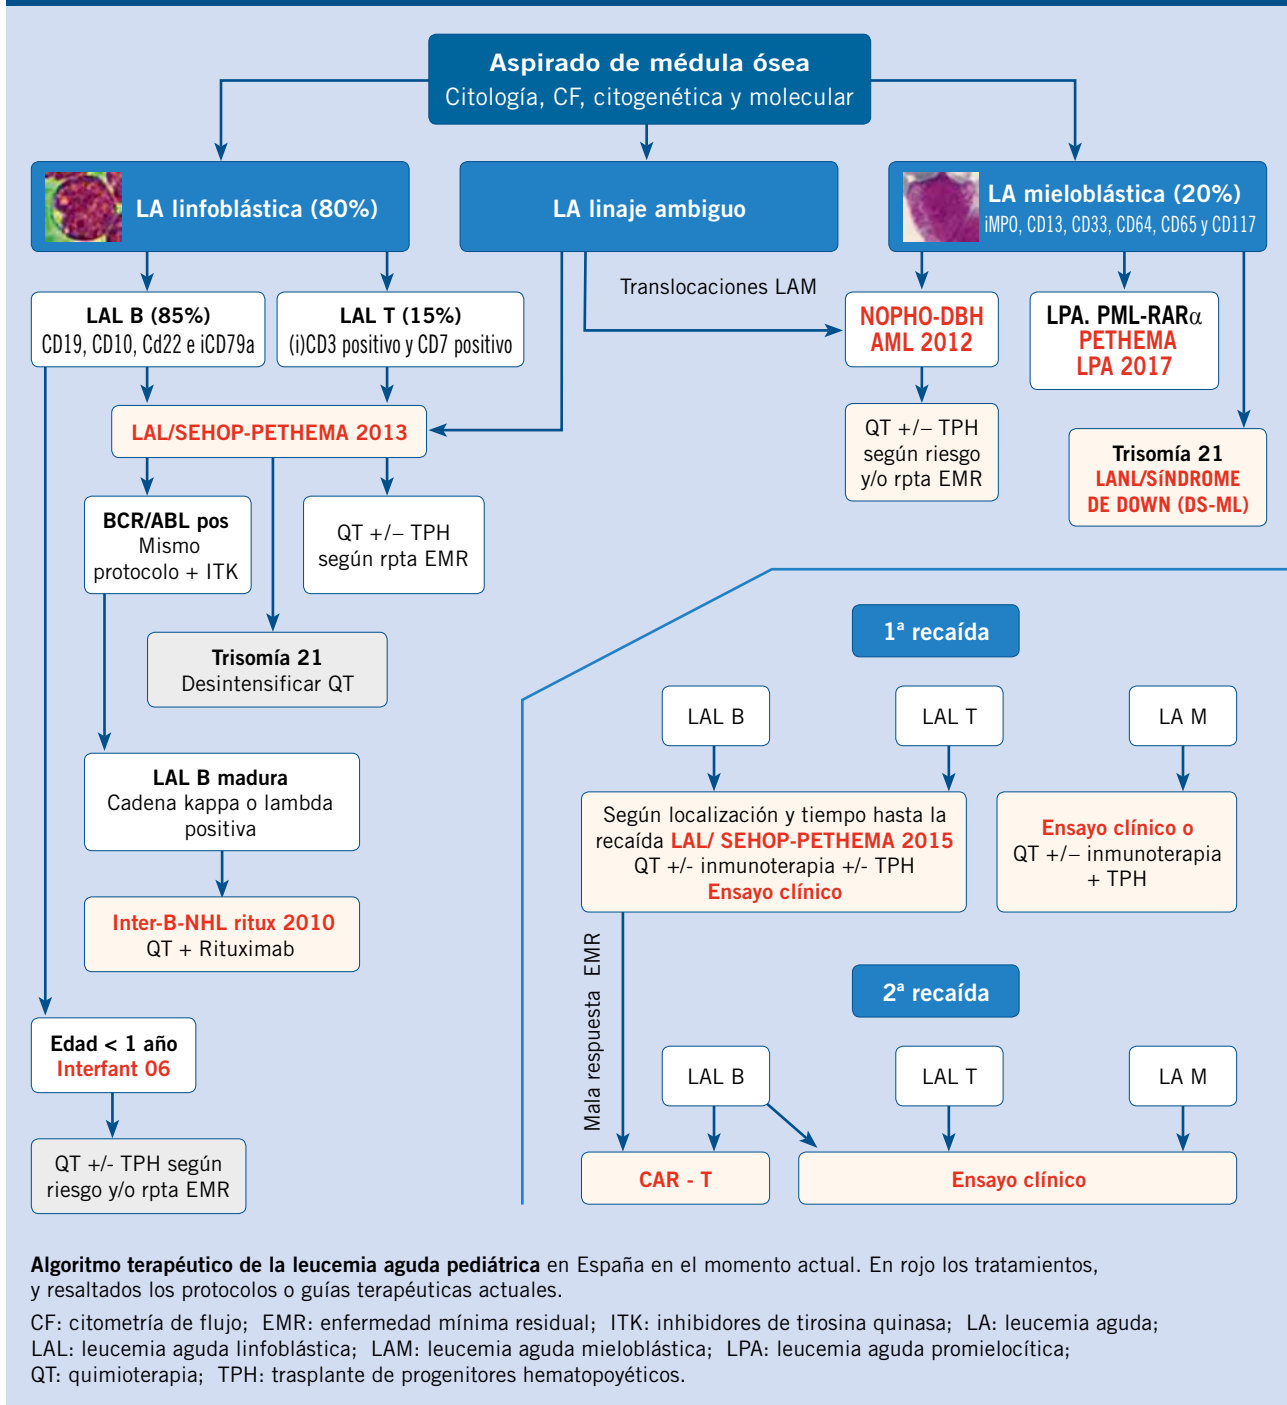 Aspirado de médula ósea
Citología, CF, citogenética y molecular
LA linfoblástica (80%)
LA linaje ambiguo
LA mieloblástica (20%)
iMPO, CD13, CD33, CD64, CD65 y CD117
LAL B (85%)
CD19, CD10, Cd22 e iCD79a
LAL T (15%)
(i)CD3 positivo y CD7 positivo
Translocaciones LAM
NOPHO-DBH
AML 2012
LPA. PML-RARα
PETHEMA
LPA 2017
LAL/SEHOP-PETHEMA 2013
QT +/– TPH
según riesgo
y/o rpta EMR
Trisomía 21
LANL/SíNDROME
DE DOWN (DS-ML)
BCR/ABL pos
Mismo
protocolo + ITK
QT +/– TPH
según rpta EMR
Trisomía 21
Desintensificar QT
LAL B madura
Cadena kappa o lambda
positiva
Inter-B-NHL ritux 2010
QT + Rituximab
Edad < 1 año
Interfant 06
QT +/- TPH según
riesgo y/o rpta EMR
1ª recaída
LAL B
LAL T
LA M
Según localización y tiempo hasta la
recaída LAL/ SEHOP-PETHEMA 2015
QT +/- inmunoterapia +/- TPH
Ensayo clínico
Ensayo clínico o
QT +/– inmunoterapia
+ TPH
Mala respuesta EMR
2ª recaída
LAL B
LAL T
LA M
CAR - T
Ensayo clínico
Algoritmo terapéutico de la leucemia aguda pediátrica en España en el momento actual. En rojo los tratamientos,
y resaltados los protocolos o guías terapéuticas actuales.
CF: citometría de flujo; EMR: enfermedad mínima residual; ITK: inhibidores de tirosina quinasa; LA: leucemia aguda;
LAL: leucemia aguda linfoblástica; LAM: leucemia aguda mieloblástica; LPA: leucemia aguda promielocítica;
QT: quimioterapia; TPH: trasplante de progenitores hematopoyéticos.